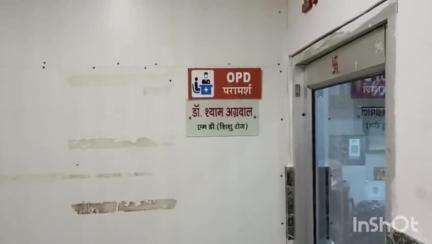 OPD
परामर्श
डॉ. श्याम अग्रवाल
एम डी (शिशु रोग)
InShOt